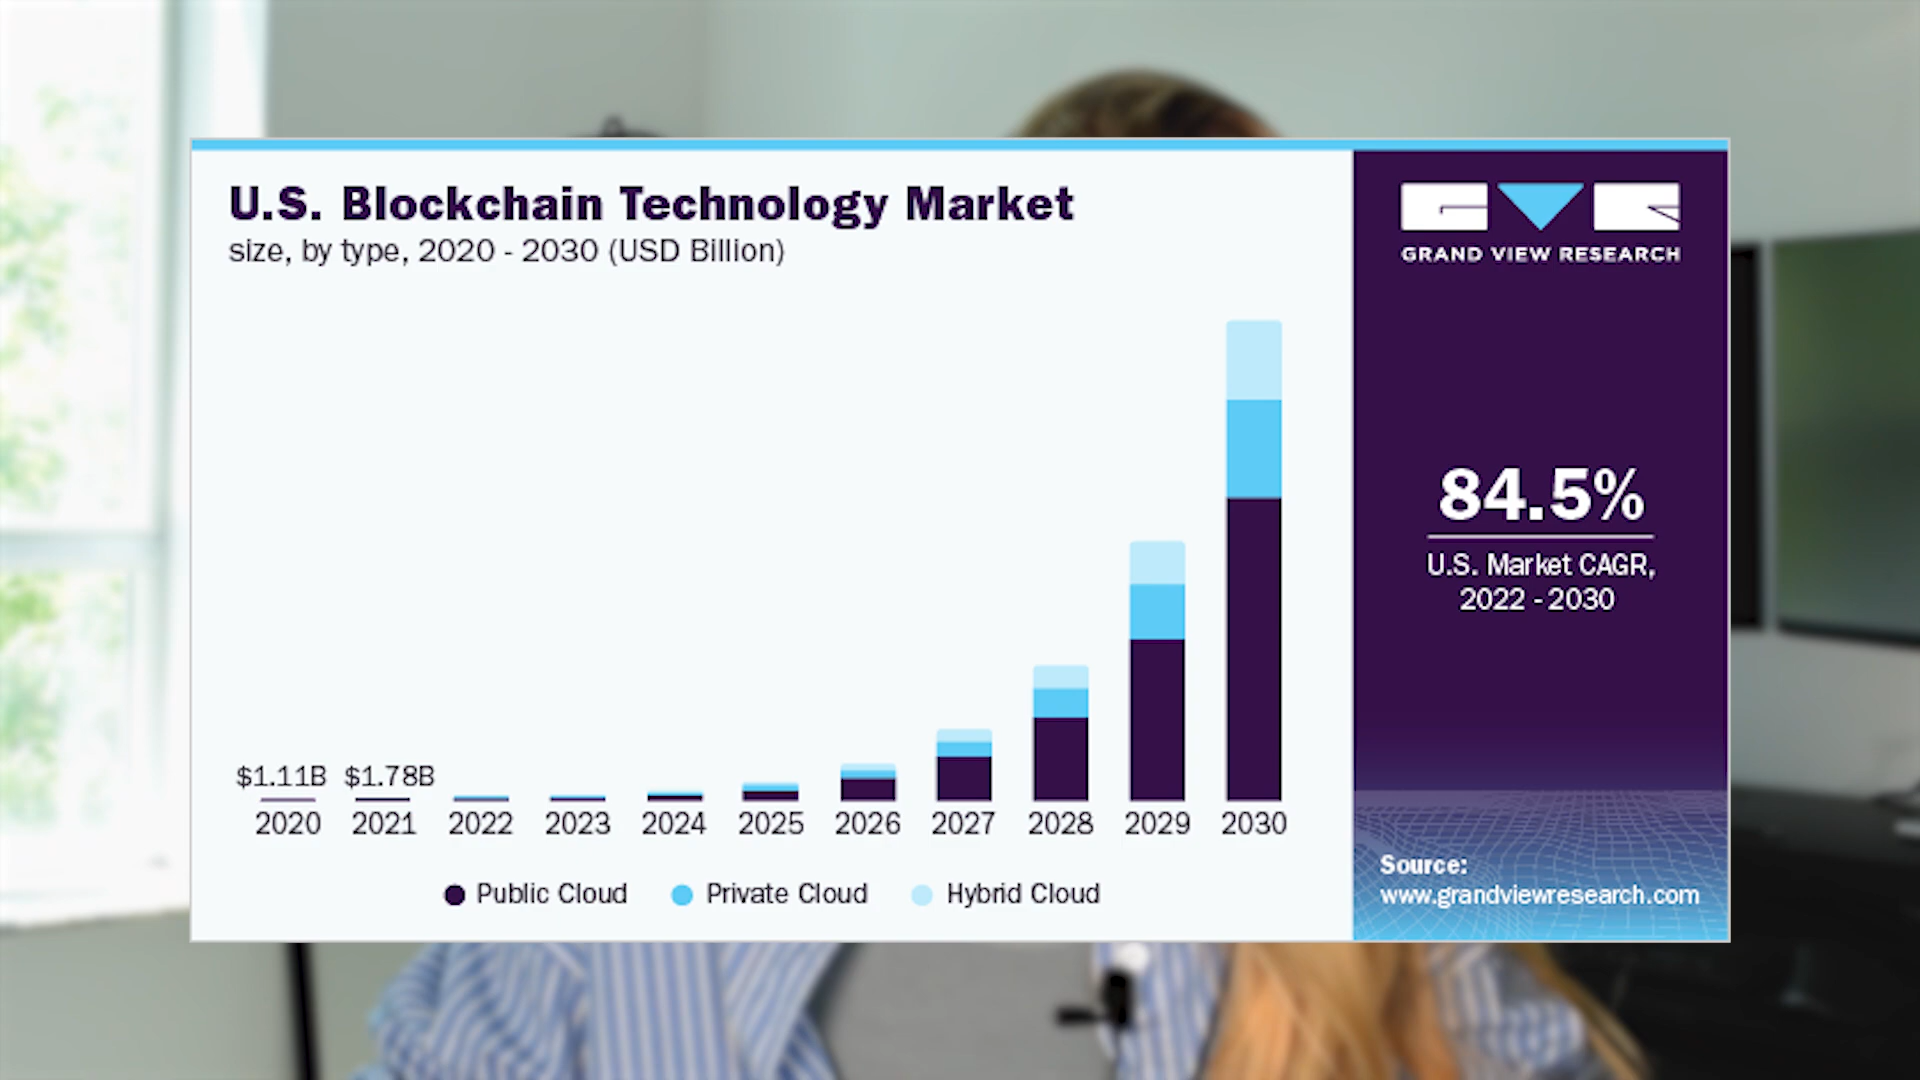 U.S. Blockchain Technology Market
size, by type, 2020 - 2030 (USD Billion)
$1.11B $1.78B
2020 2021 2022 2023 2024 2025 2026 2027 2028 2029 2030
Public Cloud Private Cloud Hybrid Cloud
GRAND VIEW RESEARCH
84.5%
U.S. Market CAGR,
2022 - 2030
Source:
www.grandviewresearch.com